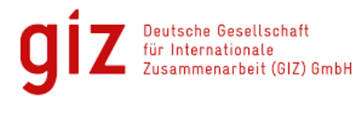 giz
Deutsche Gesellschaft
für Internationale
Zusammenarbeit (GIZ) GmbH